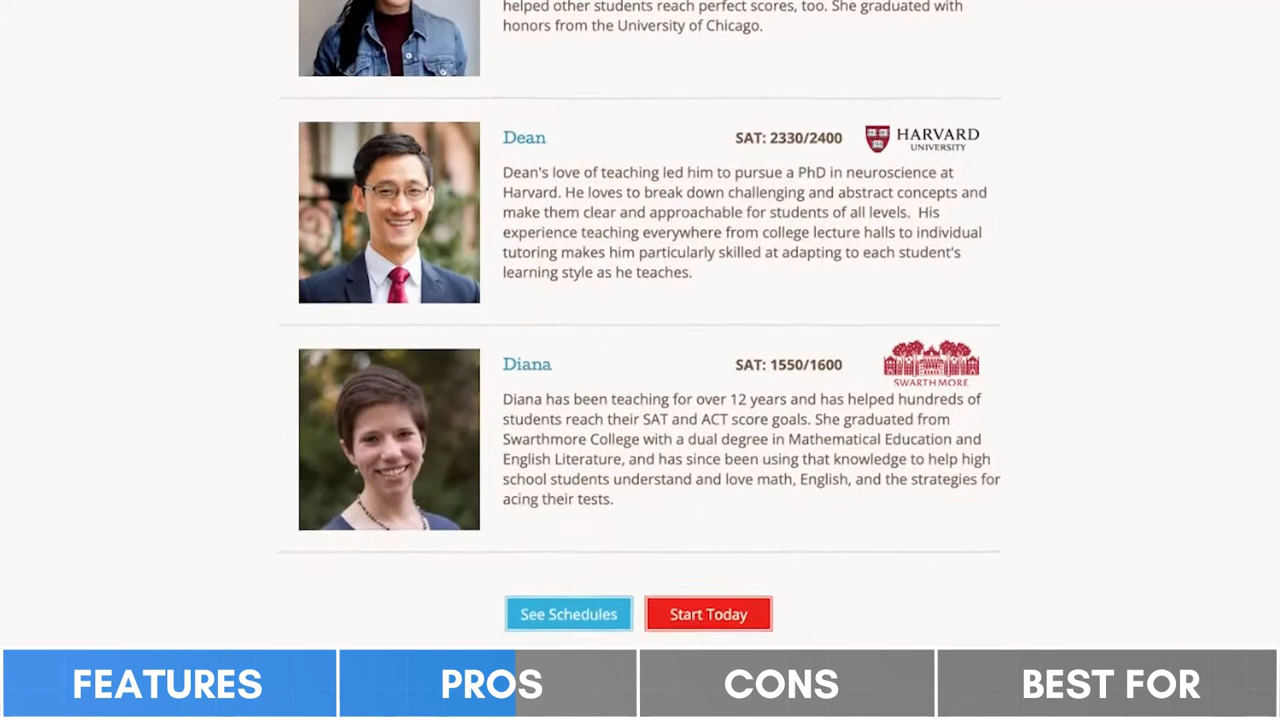 helped other students reach perfect scores, too. She graduated with
honors from the University of Chicago.
Dean
SAT: 2330/2400
HARVARD
UNIVERSITY
Dean's love of teaching led him to pursue a PhD in neuroscience at
Harvard. He loves to break down challenging and abstract concepts and
make them clear and approachable for students of all levels. His
experience teaching everywhere from college lecture halls to individual
tutoring makes him particularly skilled at adapting to each student's
learning style as he teaches.
Diana
SAT: 1550/1600
SWARTHMORE
Diana has been teaching for over 12 years and has helped hundreds of
students reach their SAT and ACT score goals. She graduated from
Swarthmore College with a dual degree in Mathematical Education and
English Literature, and has since been using that knowledge to help high
school students understand and love math, English, and the strategies for
acing their tests.
See Schedules
Start Today
FEATURES
PROS
CONS
BEST FOR